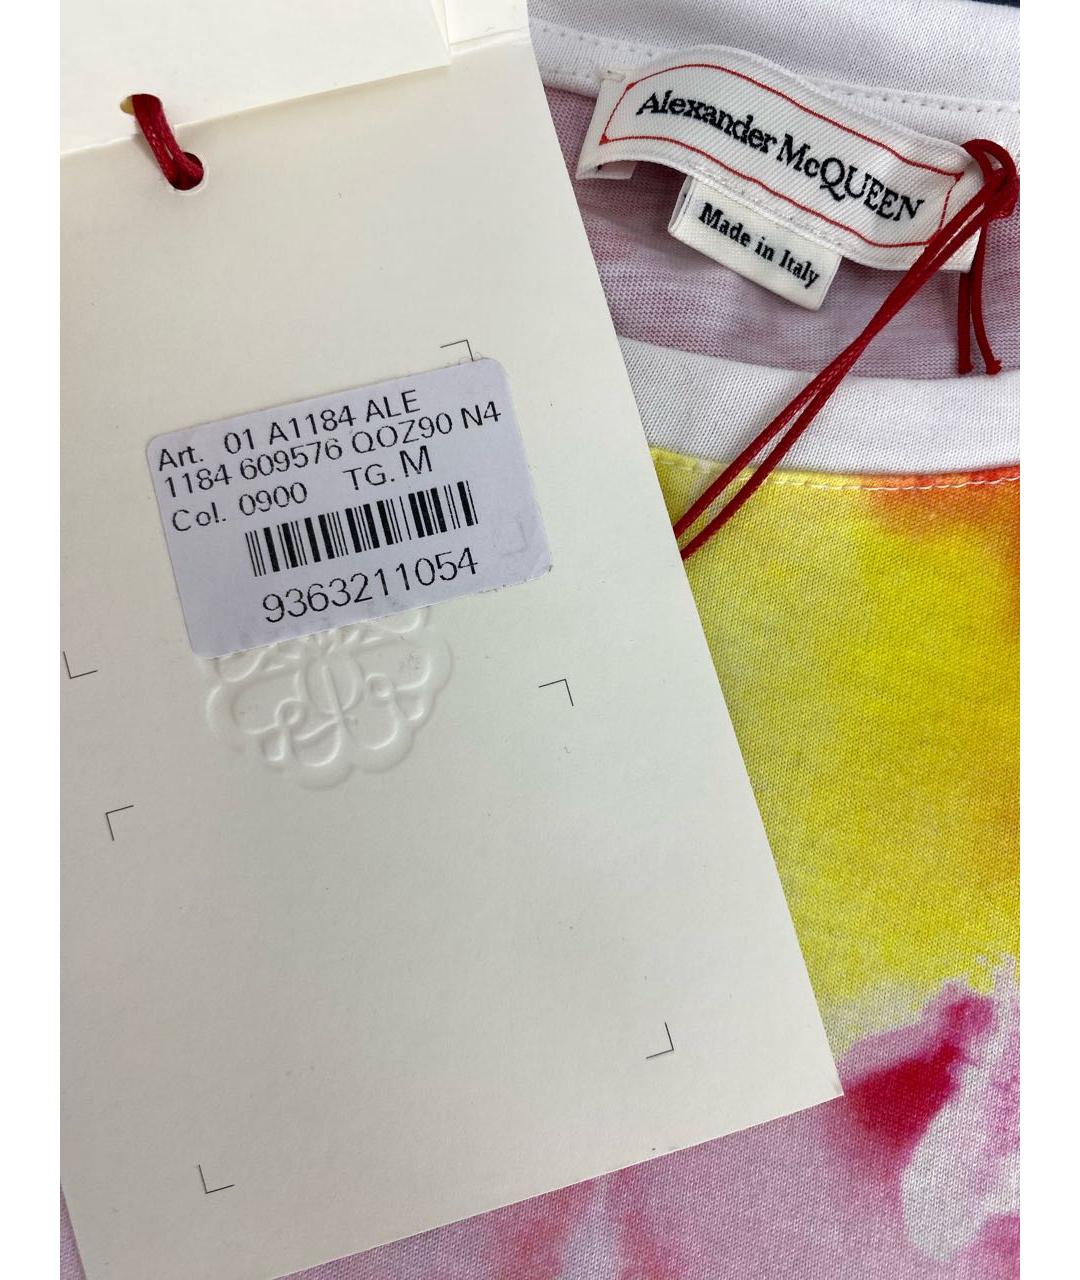 Alexander McQUEEN
Made in Italy
Art. 01 A1184 ALE
1184 609576 QOZ90 N4
Col. 0900 TG. M
9363211054